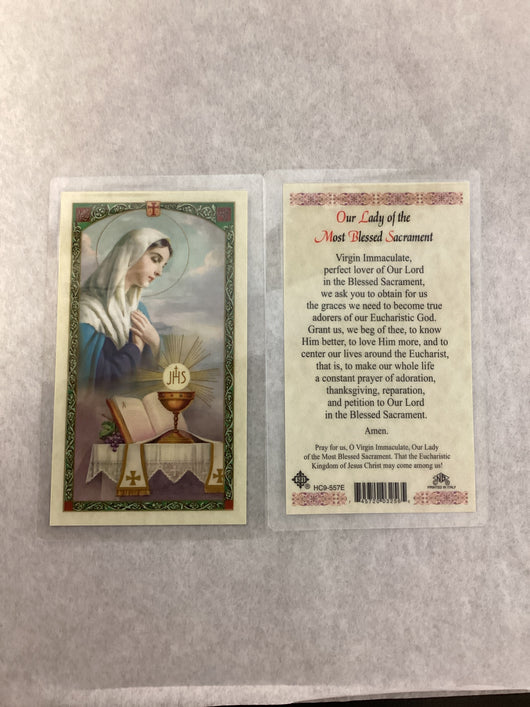 JHS
Our Lady of the
Most Blessed Sacrament
Virgin Immaculate,
perfect lover of Our Lord
in the Blessed Sacrament,
we ask you to obtain for us
the graces we need to become true
adorers of our Eucharistic God.
Grant us, we beg of thee, to know
Him better, to love Him more, and to
center our lives around the Eucharist,
that is, to make our whole life
a constant prayer of adoration,
thanksgiving, reparation,
and petition to Our Lord
in the Blessed Sacrament.
Amen.
Pray for us, O Virgin Immaculate, Our Lady
of the Most Blessed Sacrament. That the Eucharistic
Kingdom of Jesus Christ may come among us!
HC9-557E
PRINTED IN ITALY